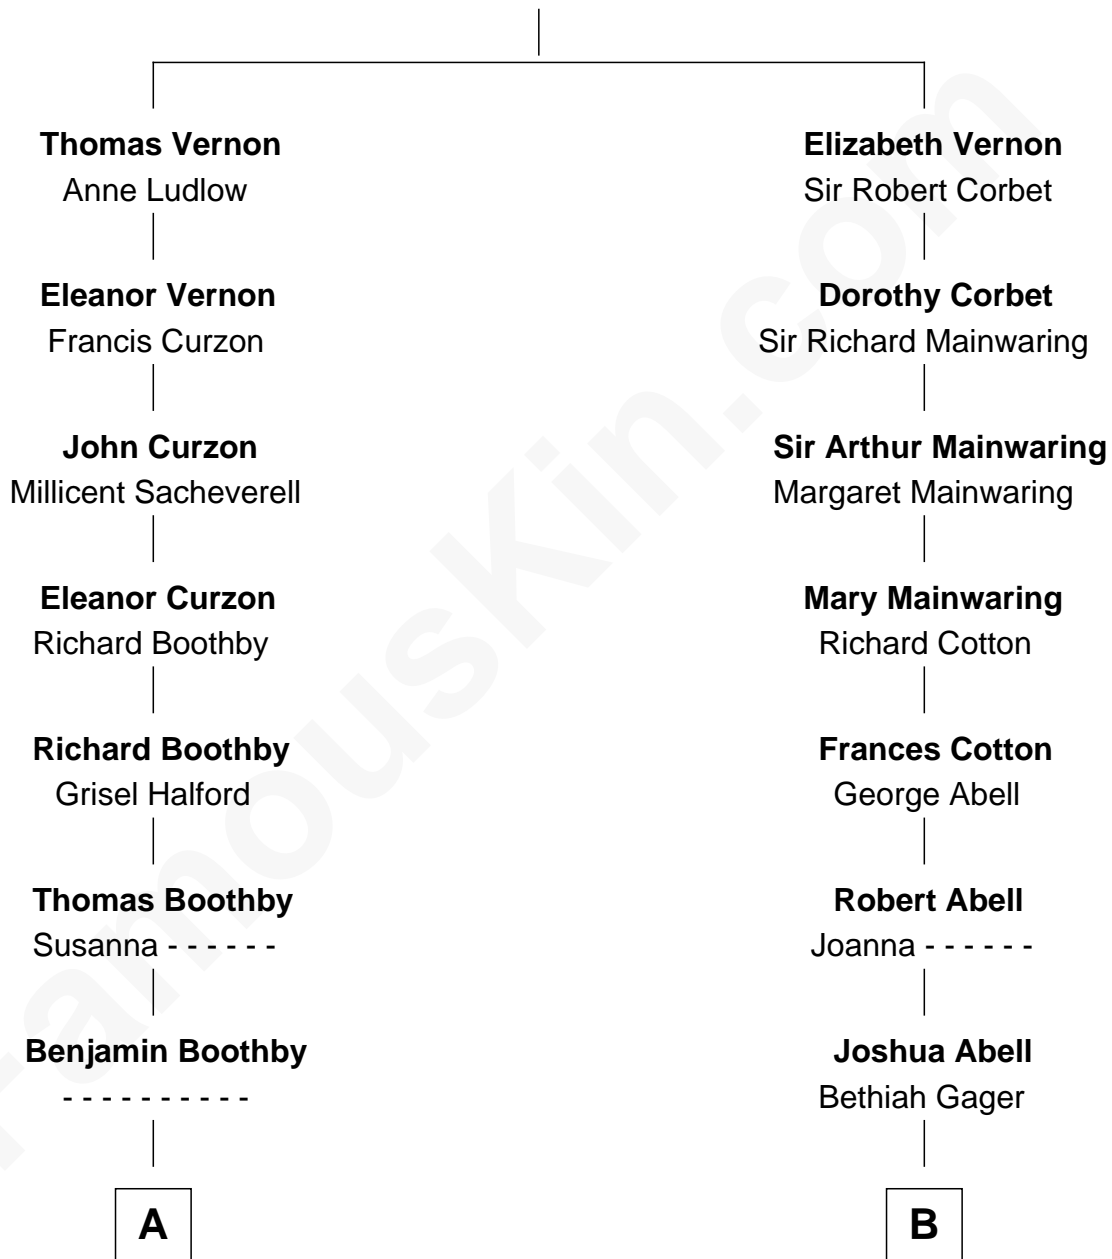 Thomas Vernon
Anne Ludlow
Eleanor Vernon
Francis Curzon
John Curzon
Millicent Sacheverell
Eleanor Curzon
Richard Boothby
Richard Boothby
Grisel Halford
Thomas Boothby
Susanna - - - - - -
Benjamin Boothby
- - - - - - - - - -
A
Elizabeth Vernon
Sir Robert Corbet
Dorothy Corbet
Sir Richard Mainwaring
Sir Arthur Mainwaring
Margaret Mainwaring
Mary Mainwaring
Richard Cotton
Frances Cotton
George Abell
Robert Abell
Joanna - - - - - -
Joshua Abell
Bethiah Gager
B
FamousKin.com